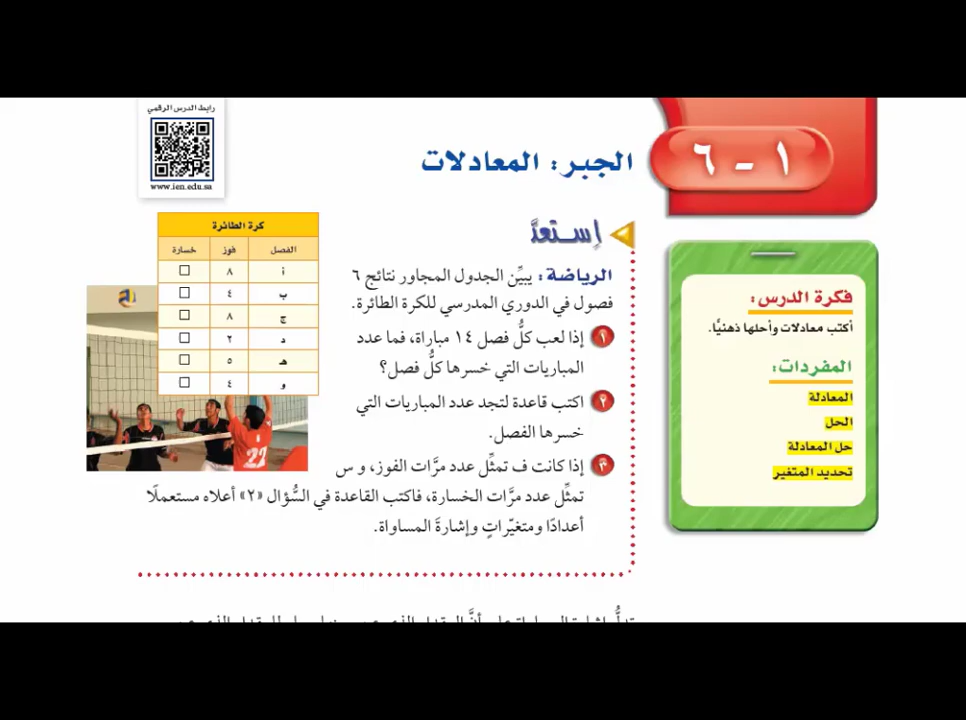 ١ - ٦
الجبر: المعادلات
رابط الدرس الرقمي
www.ien.edu.sa
فكرة الدرس:
أكتب معادلات وأحلها ذهنيًّا.
المفردات:
المعادلة
الحل
حل المعادلة
تحديد المتغير
إستعدَّ
الرياضة: يبيِّن الجدول المجاور نتائج ٦
فصول في الدوري المدرسي للكرة الطائرة.
١ إذا لعب كلُّ فصل ١٤ مباراة، فما عدد
المباريات التي خسرها كلُّ فصل؟
٢ اكتب قاعدة لتجد عدد المباريات التي
خسرها الفصل.
٣ إذا كانت ف تمثِّل عدد مرَّات الفوز، و س
تمثِّل عدد مرَّات الخسارة، فاكتب القاعدة في السُّؤال «٢» أعلاه مستعملًا
أعدادًا ومتغيّراتٍ وإشارةَ المساواة.
كرة الطائرة
الفصل فوز خسارة
أ ٨ □
ب ٤ □
ج ٨ □
د ٢ □
هـ ٥ □
و ٤ □
22